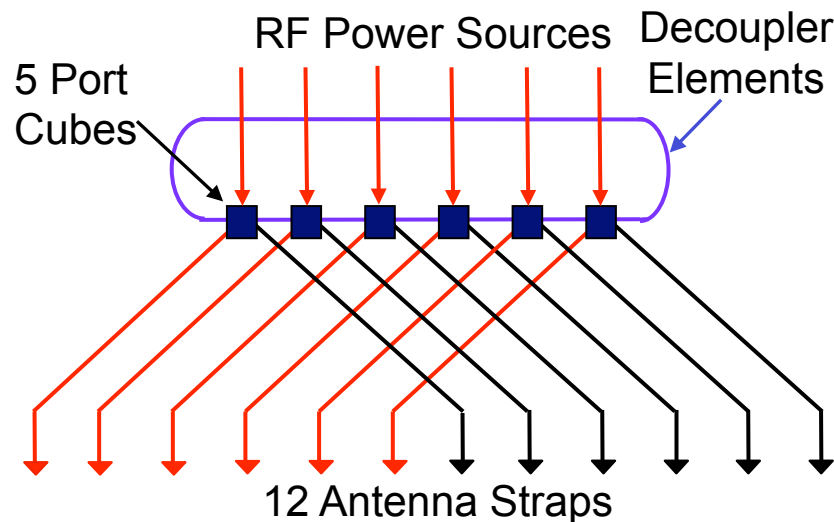 RF Power Sources
Decoupler
Elements
5 Port
Cubes
12 Antenna Straps